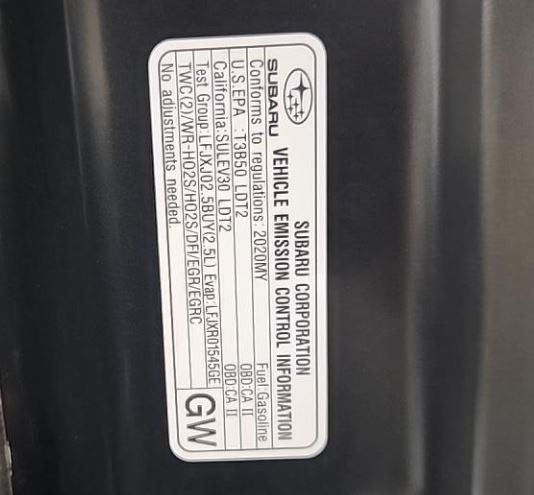 SUBARU CORPORATION
SUBARU VEHICLE EMISSION CONTROL INFORMATION
Conforms to regulations: 2020MY Fuel:Gasoline
U.S.EPA :T3B50 LDT2 OBD:CA II
California:SULEV30 LDT2 OBD:CA II
Test Group:LFJXJ02.5BUY(2.5L) Evap:LFJXR01545GE
TWC(2)/WR-HO2S/HO2S/DFI/EGR/EGRC
No adjustments needed.
GW